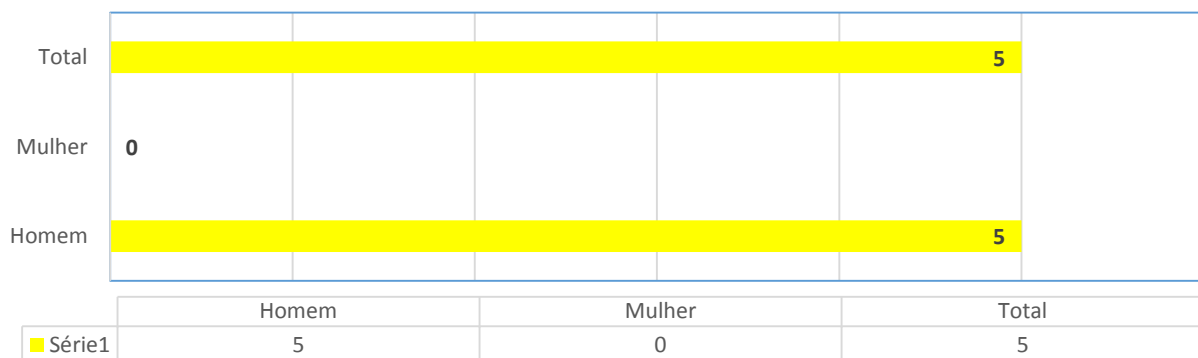 Total 5
Mulher 0
Homem 5
Homem Mulher Total
Série1 5 0 5